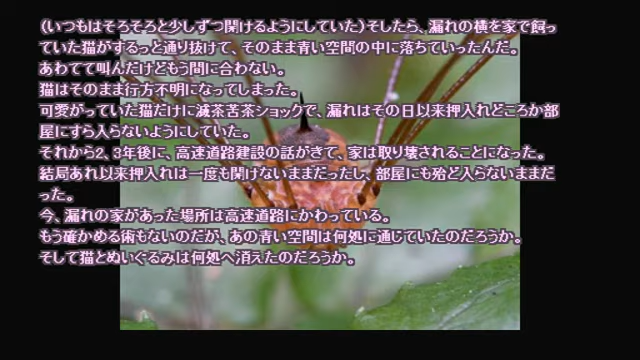 （いつもはそろそろと少しずつ開けるようにしていた）そしたら、漏れの横を家で飼っ
ていた猫がするっと通り抜けて、そのまま青い空間の中に落ちていったんだ。
あわてて叫んだけどもう間に合わない。
猫はそのまま行方不明になってしまった。
可愛がっていた猫だけに滅茶苦茶ショックで、漏れはその日以来押入れどころか部
屋にすら入らないようにしていた。
それから2、3年後に、高速道路建設の話がきて、家は取り壊されることになった。
結局あれ以来押入れは一度も開けないままだったし、部屋にも殆ど入らないままだ
った。
今、漏れの家があった場所は高速道路にかわっている。
もう確かめる術もないのだが、あの青い空間は何処に通じていたのだろうか。
そして猫とぬいぐるみは何処へ消えたのだろうか。